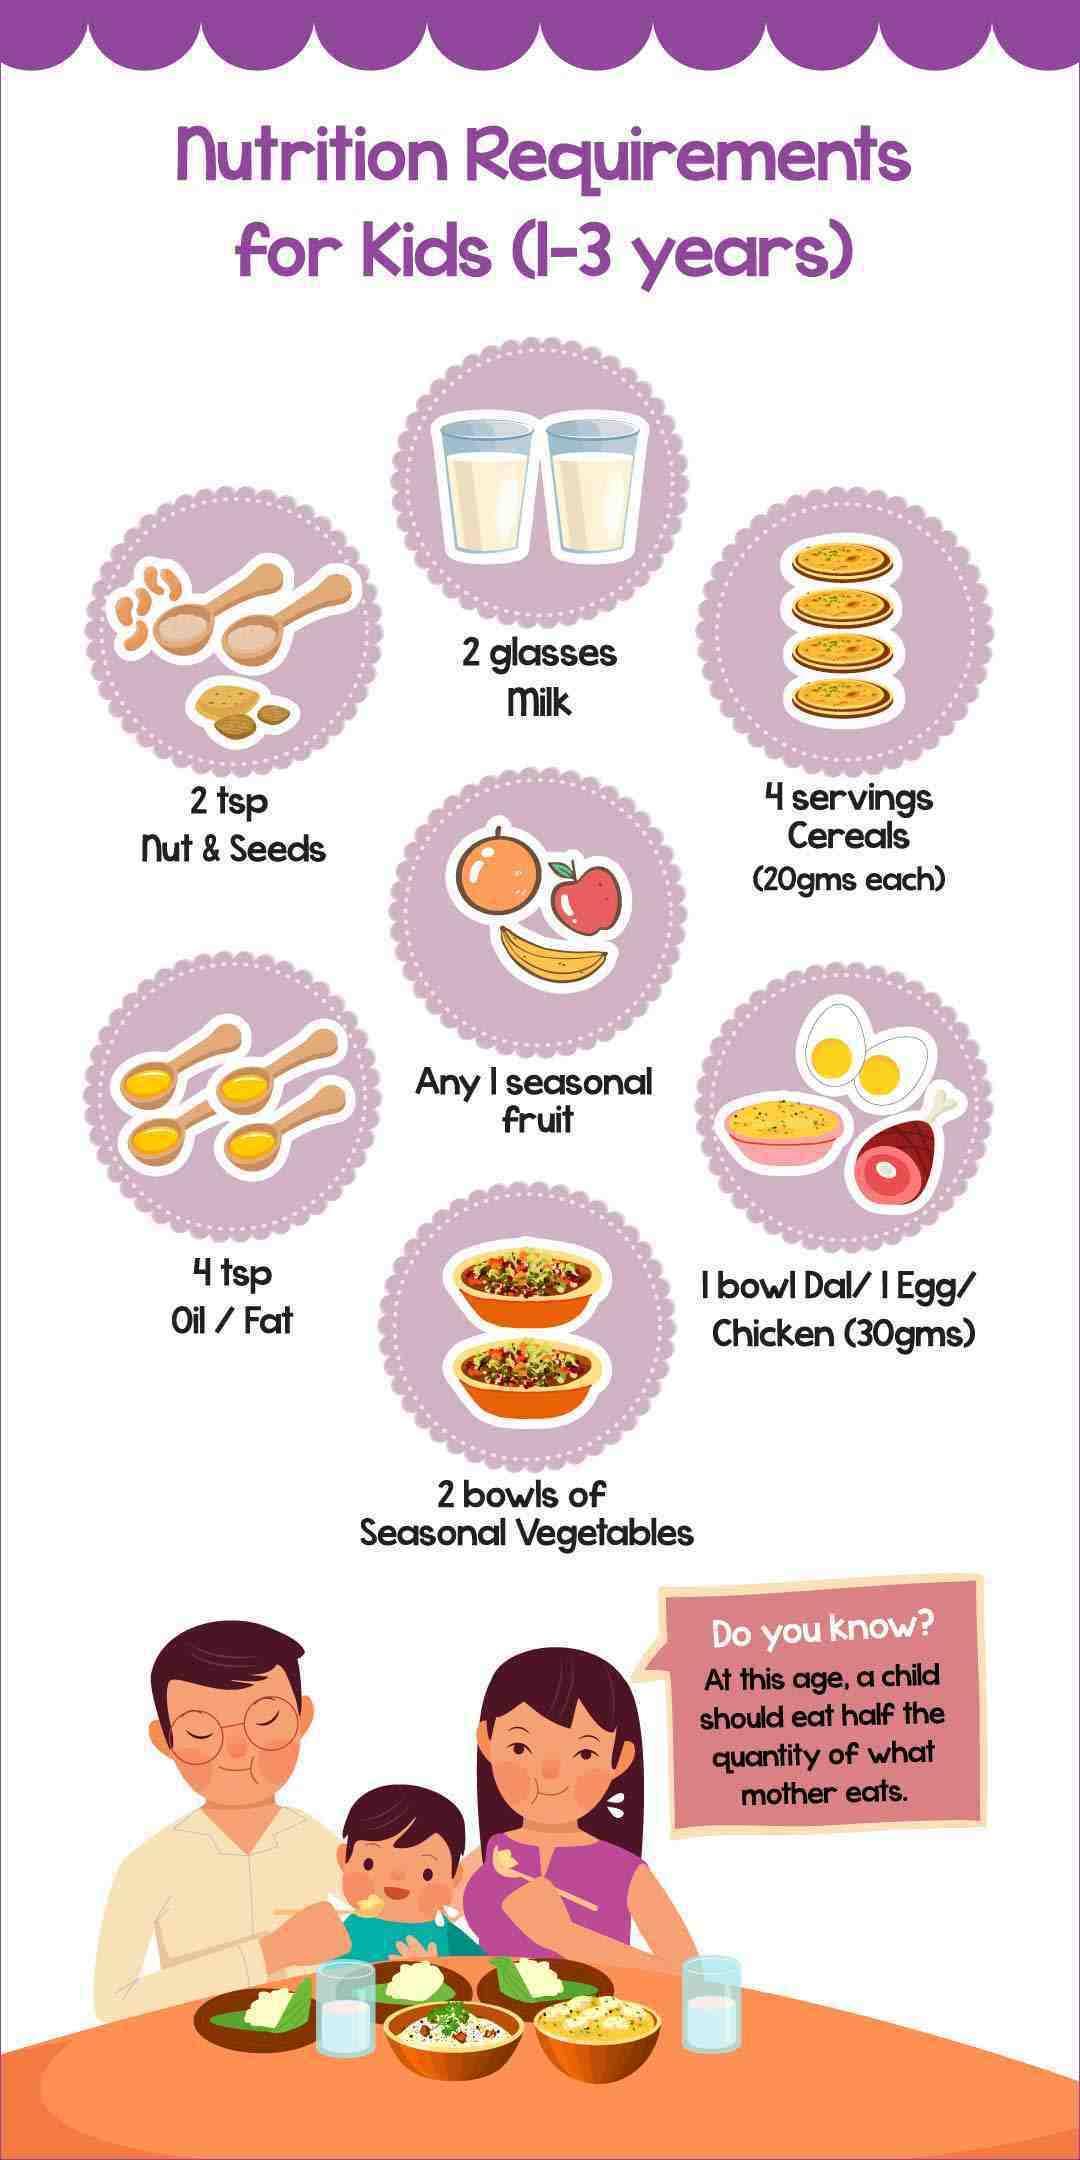 Nutrition Requirements
for Kids (1-3 years)
2 glasses
Milk
2 tsp
Nut & Seeds
4 servings
Cereals
(20gms each)
Any 1 seasonal
fruit
4 tsp
Oil / Fat
1 bowl Dal/ 1 Egg/
Chicken (30gms)
2 bowls of
Seasonal Vegetables
Do you know?
At this age, a child
should eat half the
quantity of what
mother eats.